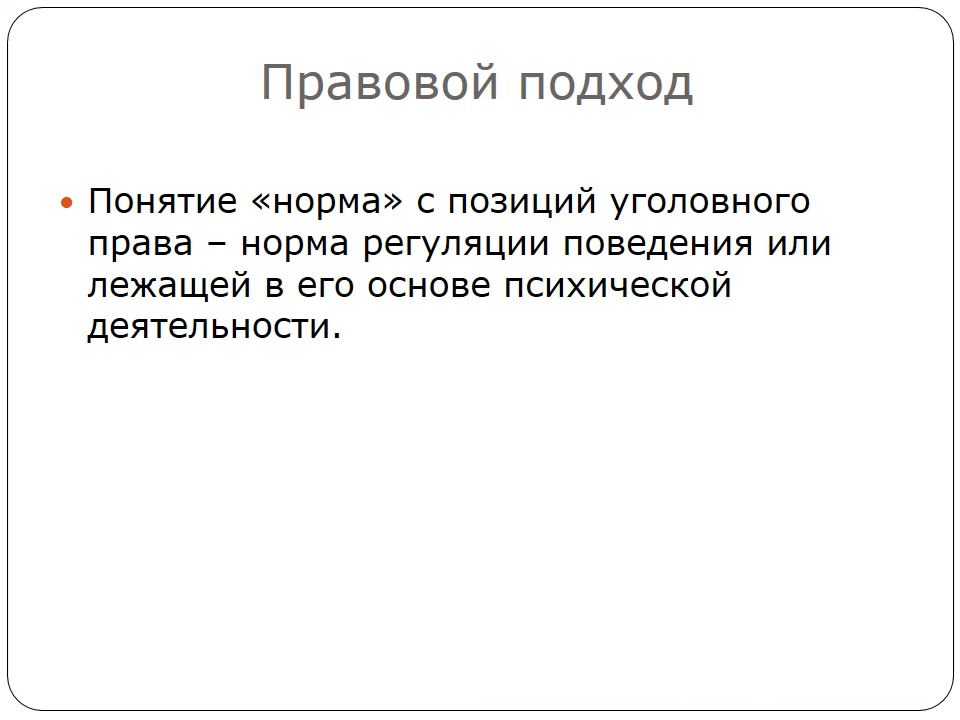 Правовой подход
• Понятие «норма» с позиций уголовного
права – норма регуляции поведения или
лежащей в его основе психической
деятельности.